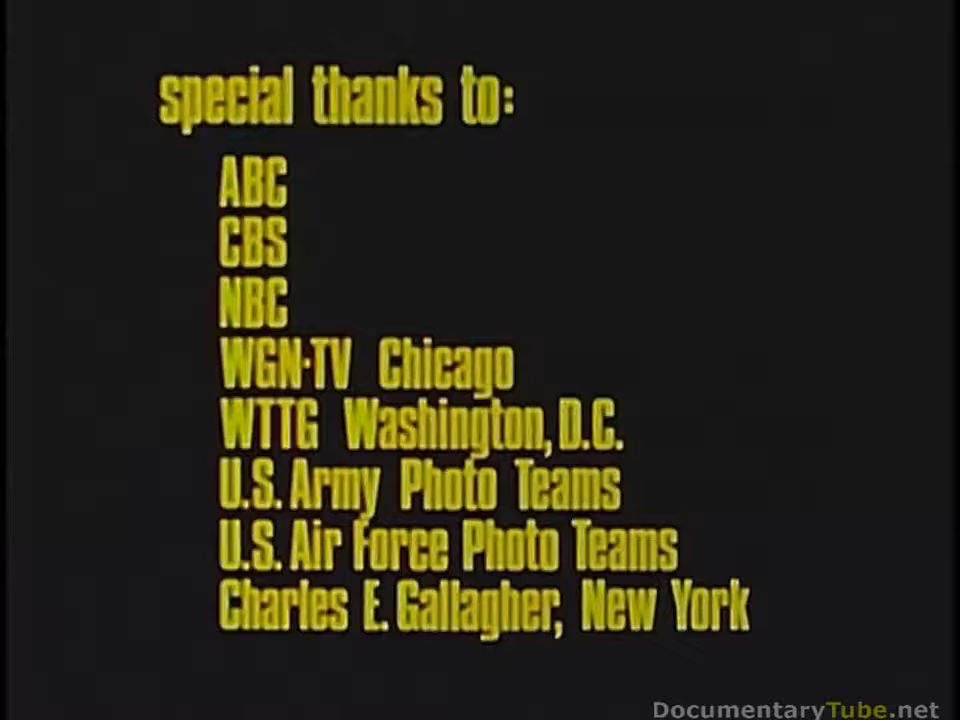 special thanks to:
ABC
CBS
NBC
WGN·TV Chicago
WTTG Washington, D.C.
U.S. Army Photo Teams
U.S. Air Force Photo Teams
Charles E. Gallagher, New York
DocumentaryTube.net